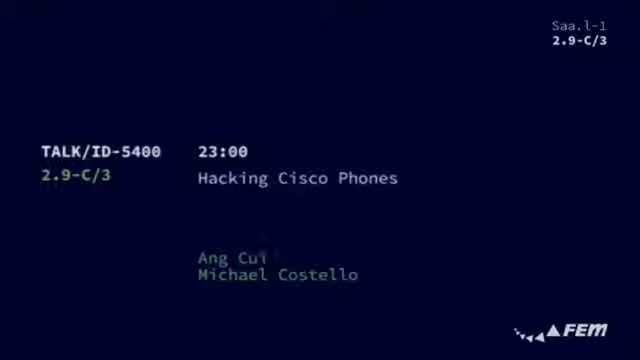 Saa.l-1
2.9-C/3
TALK/ID-5400 23:00
2.9-C/3 Hacking Cisco Phones
Ang Cui
Michael Costello
FEM